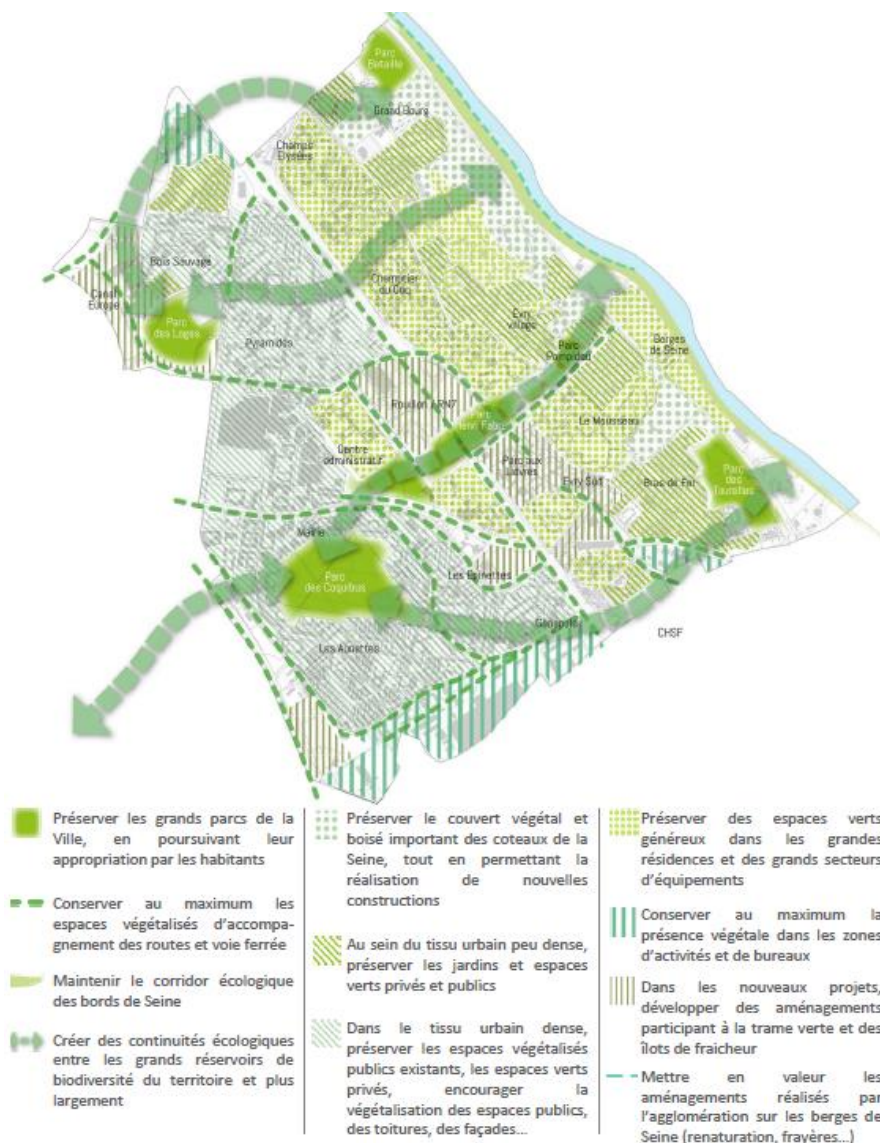 Parc
Bataille
Grand Bourg
Champs
Elysées
Bois Sauvage
Canal
Europe
Parc
des Loges
Champtier
du Coq
Evry
village
Pyramides
Parc
Pompidou
Berges
de Seine
Rouillon / RN7
Parc
Henri Fabre
Le Mousseau
Centre
administratif
Parc aux
Lièvres
Evry Sud
Bras de Fer
Parc
des
Tourelles
Mairie
Parc
des Coquibus
Les Epinettes
Génopole
CHSF
Les Aunettes
Préserver les grands parcs de la
Ville, en poursuivant leur
appropriation par les habitants
Conserver au maximum les
espaces végétalisés d’accompa-
gnement des routes et voie ferrée
Maintenir le corridor écologique
des bords de Seine
Créer des continuités écologiques
entre les grands réservoirs de
biodiversité du territoire et plus
largement
Préserver le couvert végétal et
boisé important des coteaux de la
Seine, tout en permettant la
réalisation de nouvelles
constructions
Au sein du tissu urbain peu dense,
préserver les jardins et espaces
verts privés et publics
Dans le tissu urbain dense,
préserver les espaces végétalisés
publics existants, les espaces verts
privés, encourager la
végétalisation des espaces publics,
des toitures, des façades...
Préserver des espaces verts
généreux dans les grandes
résidences et des grands secteurs
d’équipements
Conserver au maximum la
présence végétale dans les zones
d’activités et de bureaux
Dans les nouveaux projets,
développer des aménagements
participant à la trame verte et des
îlots de fraicheur
Mettre en valeur les
aménagements réalisés par
l’agglomération sur les berges de
Seine (renaturation, frayères...)